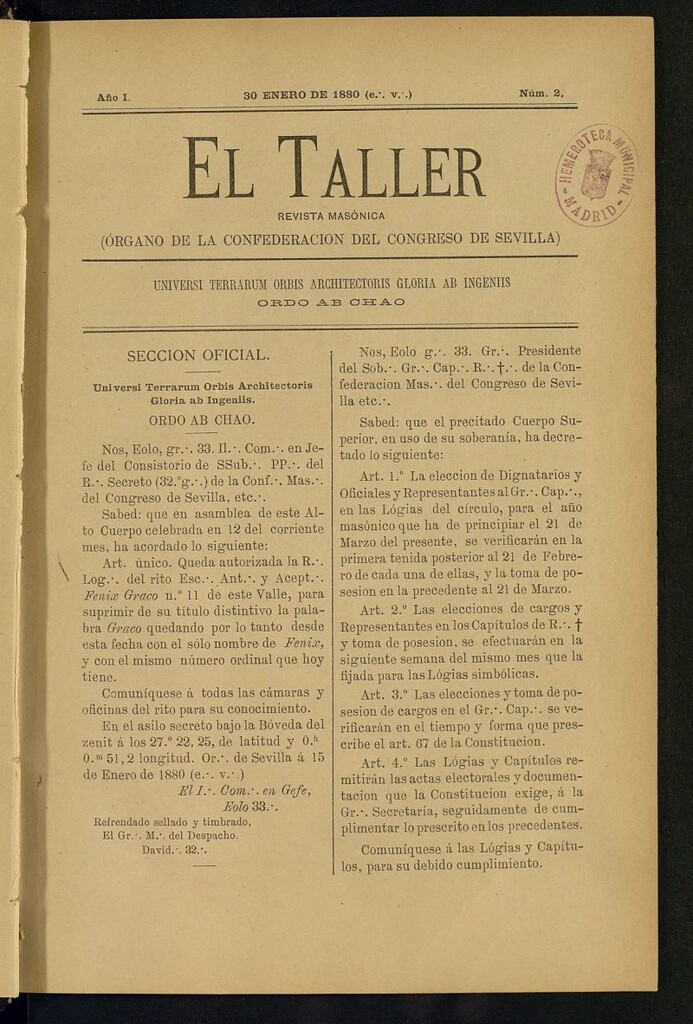 Año I.
30 ENERO DE 1880 (e.·. v.·.)
Núm. 2.
EL TALLER
REVISTA MASÓNICA
(ÓRGANO DE LA CONFEDERACION DEL CONGRESO DE SEVILLA)
HEMEROTECA MUNICIPAL
- MADRID -
UNIVERSI TERRARUM ORBIS ARCHITECTORIS GLORIA AB INGENIIS
ORDO AB CHAO
SECCION OFICIAL.
Universi Terrarum Orbis Architectoris
Gloria ab Ingeniis.
ORDO AB CHAO.
Nos, Eolo, gr.·. 33. Il.·. Com.·. en Je-
fe del Consistorio de SSub.·. PP.·. del
R.·. Secreto (32.°g.·.) de la Conf.·. Mas.·.
del Congreso de Sevilla, etc.·.
Sabed: que en asamblea de este Al-
to Cuerpo celebrada en 12 del corriente
mes, ha acordado lo siguiente:
Art. único. Queda autorizada la R.·.
Log.·. del rito Esc.·. Ant.·. y Acept.·.
Fenix Graco n.° 11 de este Valle, para
suprimir de su título distintivo la pala-
bra Graco quedando por lo tanto desde
esta fecha con el sólo nombre de Fenix,
y con el mismo número ordinal que hoy
tiene.
Comuníquese á todas las cámaras y
oficinas del rito para su conocimiento.
En el asilo secreto bajo la Bóveda del
zenit á los 27.° 22, 25, de latitud y 0.h
0.m 51,2 longitud. Or.·. de Sevilla á 15
de Enero de 1880 (e.·. v.·. )
El I.·. Com.·. en Gefe,
Eolo 33.·.
Refrendado sellado y timbrado,
El Gr.·. M.·. del Despacho.
David.·. 32.·.
Nos, Eolo g.·. 33. Gr.·. Presidente
del Sob.·. Gr.·. Cap.·. R.·. †.·. de la Con-
federacion Mas.·. del Congreso de Sevi-
lla etc.·.
Sabed: que el precitado Cuerpo Su-
perior, en uso de su soberanía, ha decre-
tado lo siguiente:
Art. 1.° La eleccion de Dignatarios y
Oficiales y Representantes al Gr.·. Cap.·.,
en las Lógias del círculo, para el año
masónico que ha de principiar el 21 de
Marzo del presente, se verificarán en la
primera tenida posterior al 21 de Febre-
ro de cada una de ellas, y la toma de po-
sesion en la precedente al 21 de Marzo.
Art. 2.° Las elecciones de cargos y
Representantes en los Capítulos de R.·. †
y toma de posesion, se efectuarán en la
siguiente semana del mismo mes que la
fijada para las Lógias simbólicas.
Art. 3.° Las elecciones y toma de po-
sesion de cargos en el Gr.·. Cap.·. se ve-
rificarán en el tiempo y forma que pres-
cribe el art. 67 de la Constitucion.
Art. 4.° Las Lógias y Capítulos re-
mitirán las actas electorales y documen-
tacion que la Constitucion exige, á la
Gr.·. Secretaría, seguidamente de cum-
plimentar lo prescrito en los precedentes.
Comuníquese á las Lógias y Capítu-
los, para su debido cumplimiento.